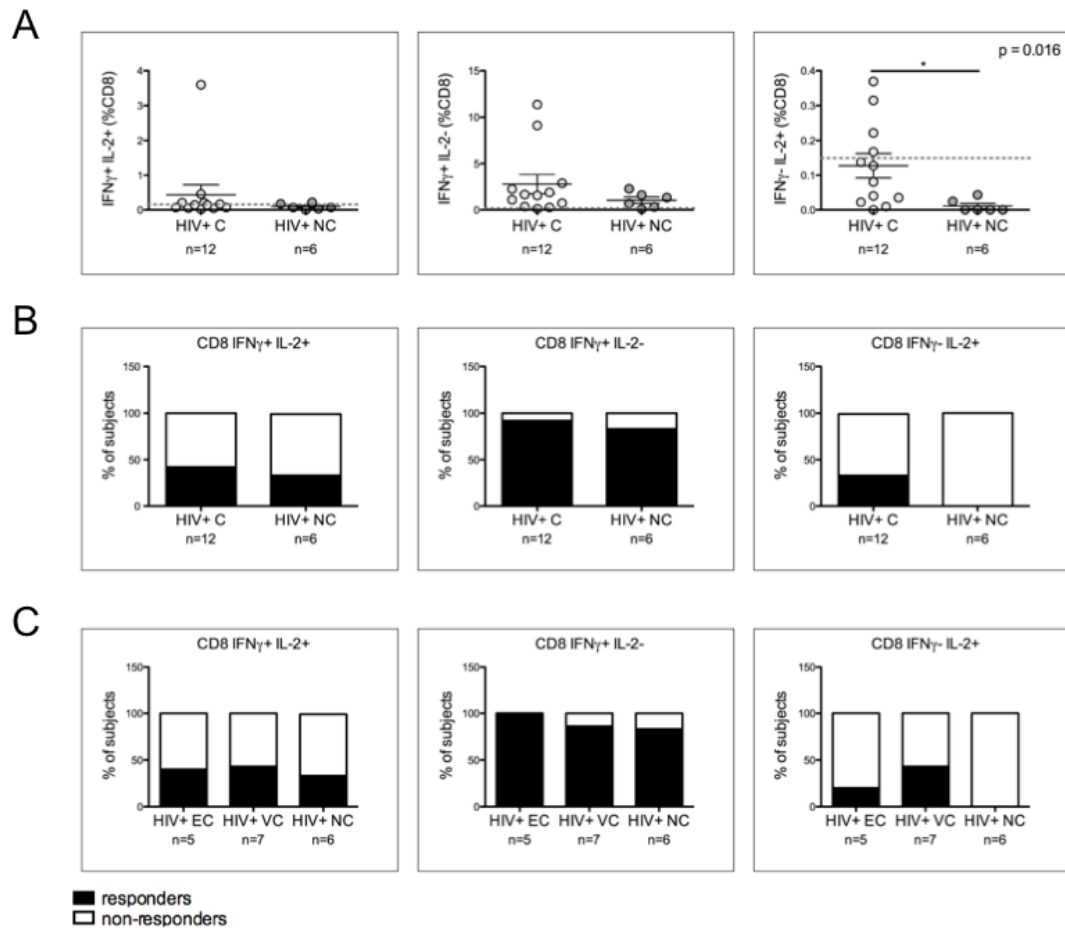 A
IFNγ+ IL-2+ (%CD8)
4
3
2
1
0
HIV+ C
HIV+ NC
n=12
n=6
IFNγ+ IL-2- (%CD8)
15
10
5
0
HIV+ C
HIV+ NC
n=12
n=6
p = 0.016
*
IFNγ- IL-2+ (%CD8)
0.4
0.3
0.2
0.1
0.0
HIV+ C
HIV+ NC
n=12
n=6
B
CD8 IFNγ+ IL-2+
% of subjects
150
100
50
0
HIV+ C
HIV+ NC
n=12
n=6
CD8 IFNγ+ IL-2-
% of subjects
150
100
50
0
HIV+ C
HIV+ NC
n=12
n=6
CD8 IFNγ- IL-2+
% of subjects
150
100
50
0
HIV+ C
HIV+ NC
n=12
n=6
C
CD8 IFNγ+ IL-2+
% of subjects
150
100
50
0
HIV+ EC HIV+ VC HIV+ NC
n=5 n=7 n=6
CD8 IFNγ+ IL-2-
% of subjects
150
100
50
0
HIV+ EC HIV+ VC HIV+ NC
n=5 n=7 n=6
CD8 IFNγ- IL-2+
% of subjects
150
100
50
0
HIV+ EC HIV+ VC HIV+ NC
n=5 n=7 n=6
responders
non-responders